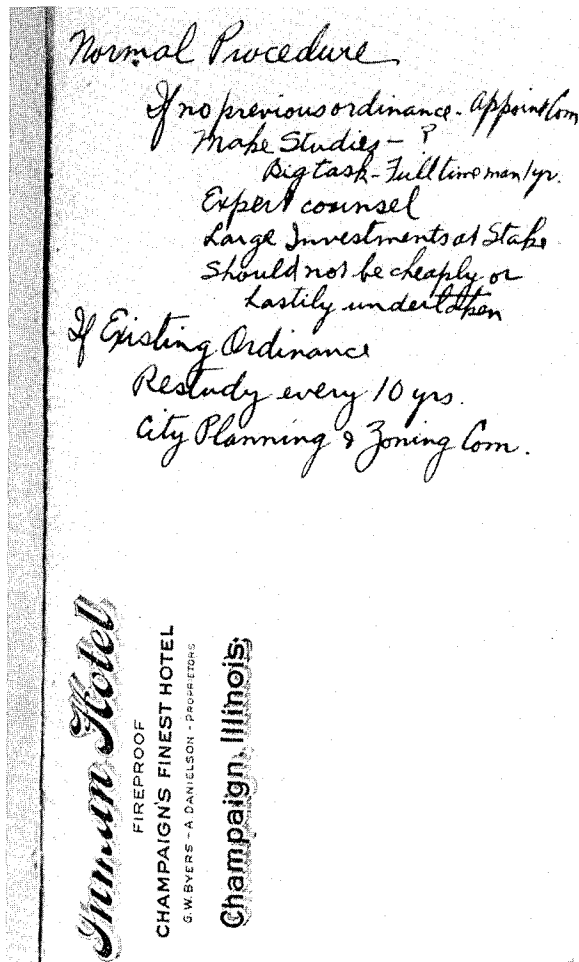 Normal Procedure
If no previous ordinance - Appoint Com
Make Studies - ?
Big task - Full time man/yr.
Expert counsel
Large Investments at Stake
Should not be cheaply or
hastily undertaken
If Existing Ordinance
Restudy every 10 yrs.
City Planning & Zoning Com.
Inman Hotel
FIREPROOF
CHAMPAIGN'S FINEST HOTEL
G.W. BYERS - A. DANIELSON - PROPRIETORS
Champaign, Illinois,